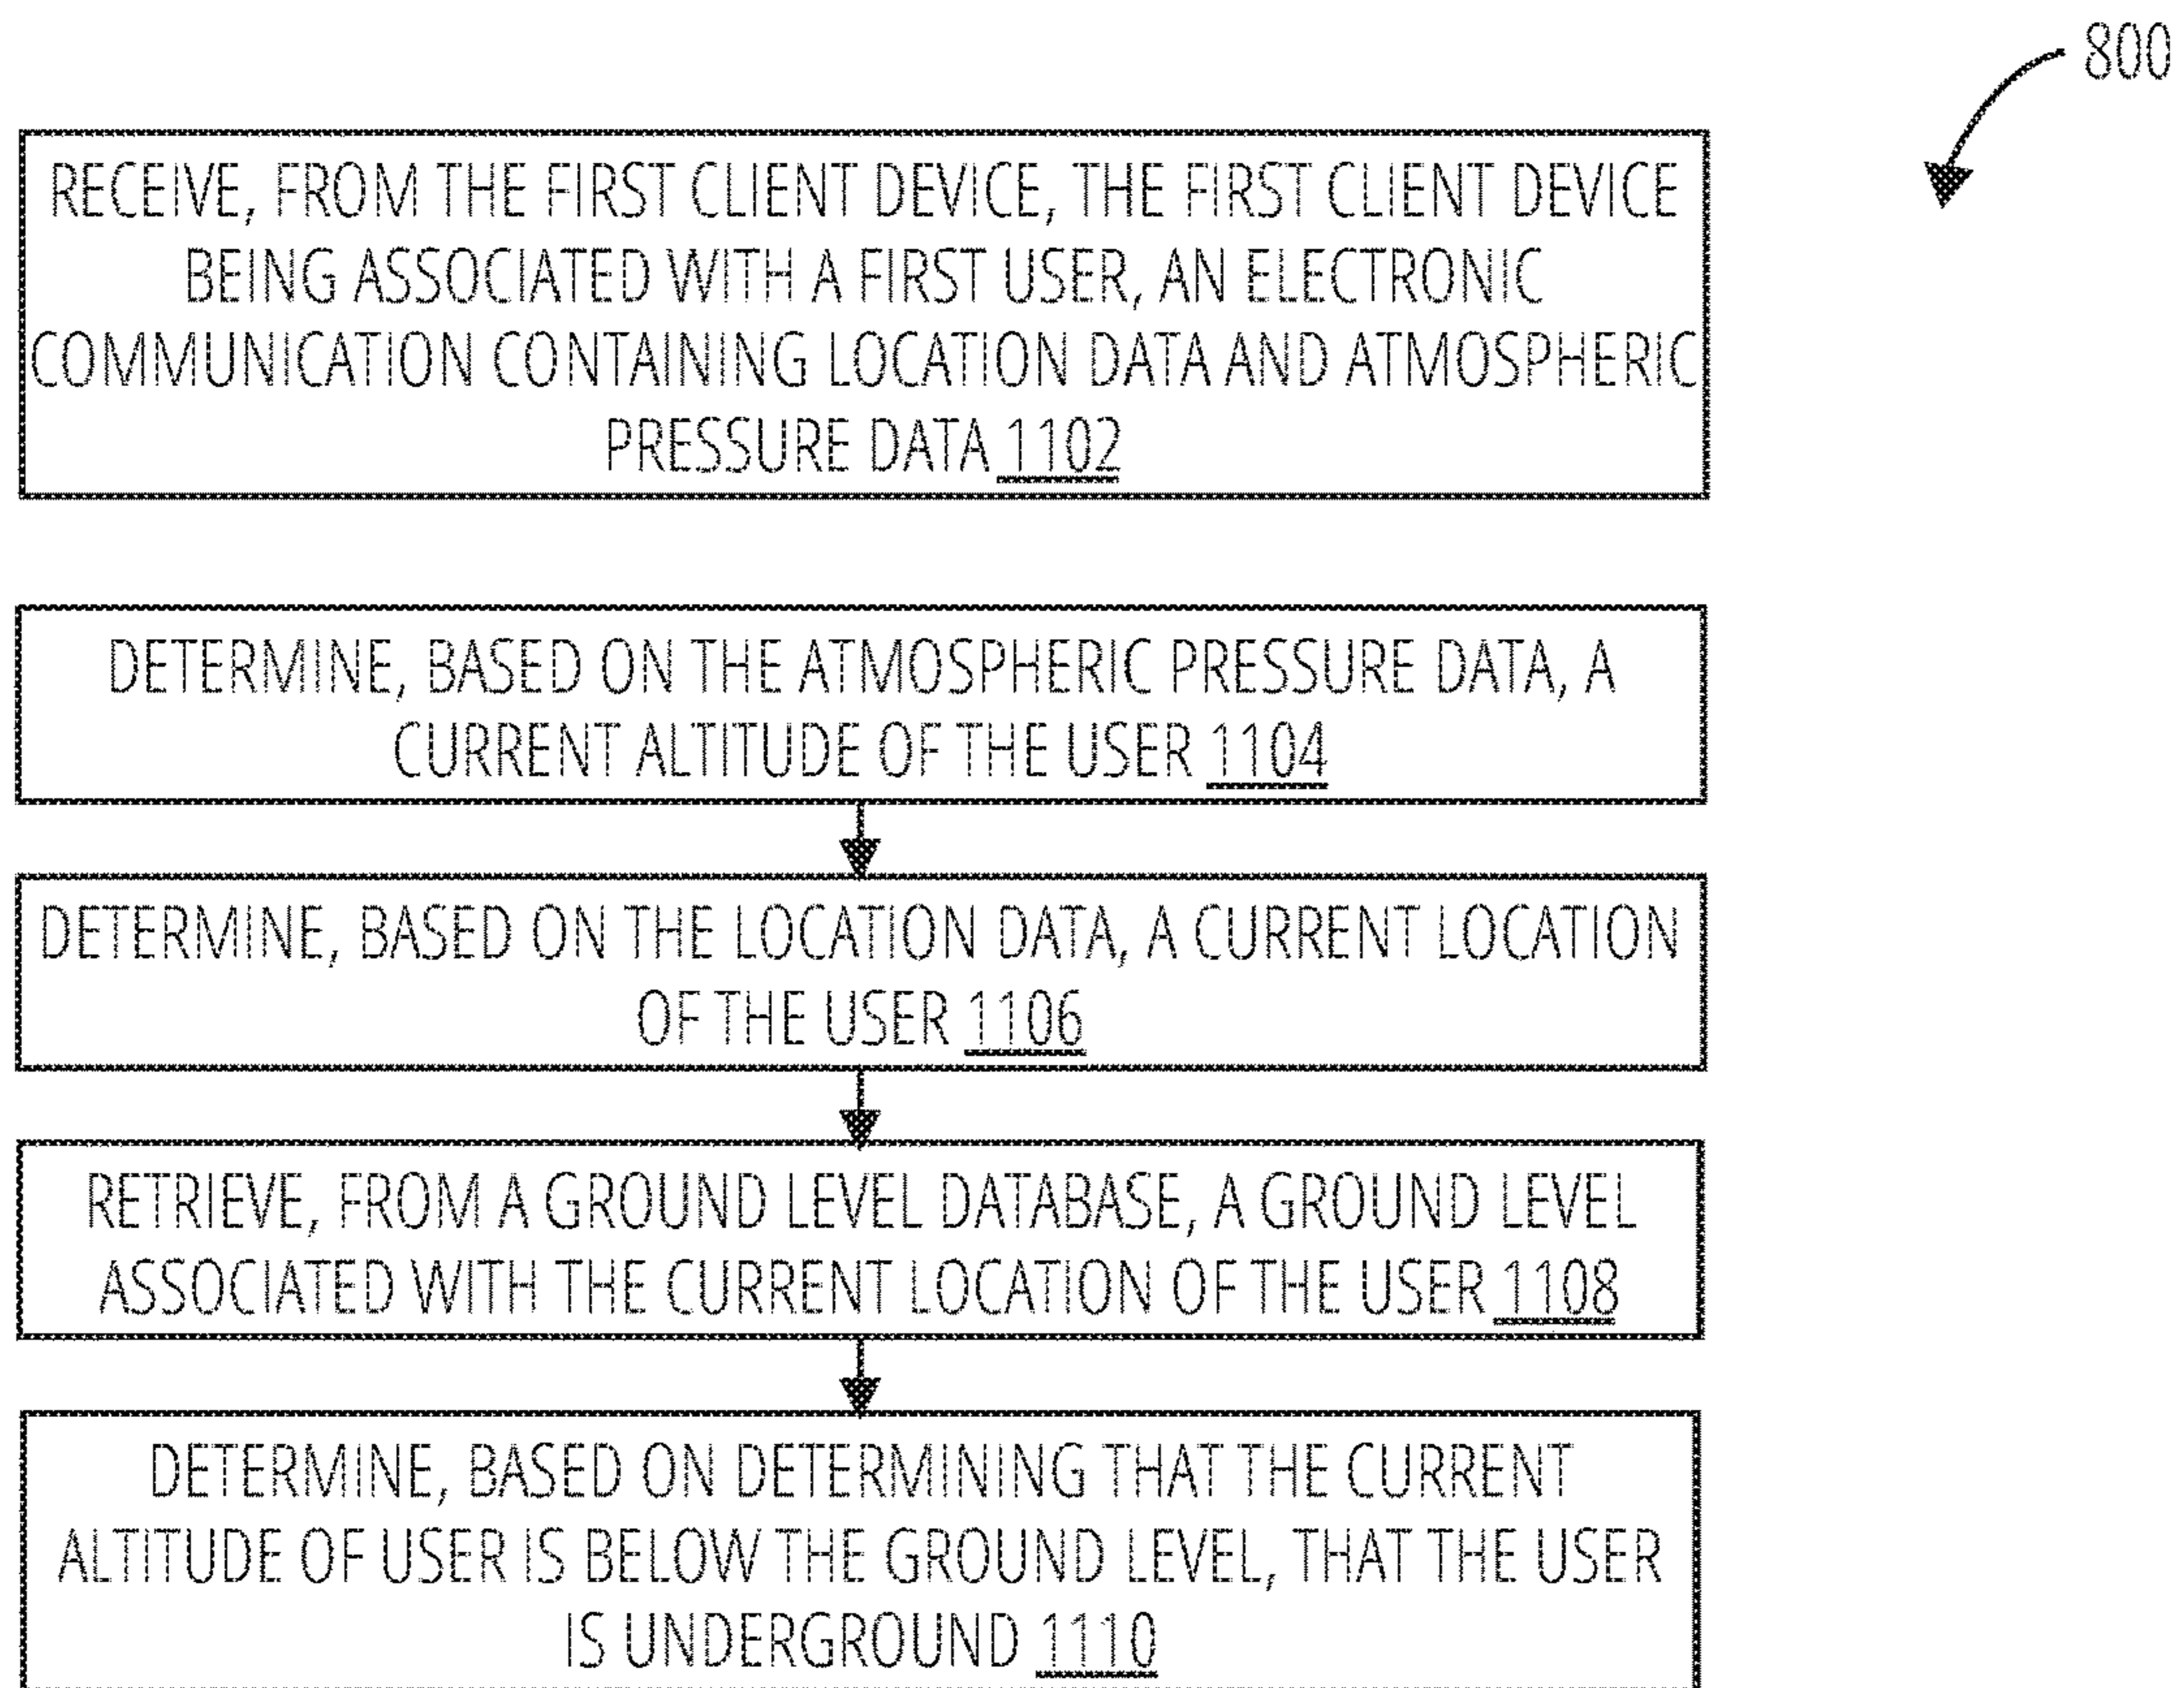 800
RECEIVE, FROM THE FIRST CLIENT DEVICE, THE FIRST CLIENT DEVICE
BEING ASSOCIATED WITH A FIRST USER, AN ELECTRONIC
COMMUNICATION CONTAINING LOCATION DATA AND ATMOSPHERIC
PRESSURE DATA 1102
DETERMINE, BASED ON THE ATMOSPHERIC PRESSURE DATA, A
CURRENT ALTITUDE OF THE USER 1104
DETERMINE, BASED ON THE LOCATION DATA, A CURRENT LOCATION
OF THE USER 1106
RETRIEVE, FROM A GROUND LEVEL DATABASE, A GROUND LEVEL
ASSOCIATED WITH THE CURRENT LOCATION OF THE USER 1108
DETERMINE, BASED ON DETERMINING THAT THE CURRENT
ALTITUDE OF USER IS BELOW THE GROUND LEVEL, THAT THE USER
IS UNDERGROUND 1110